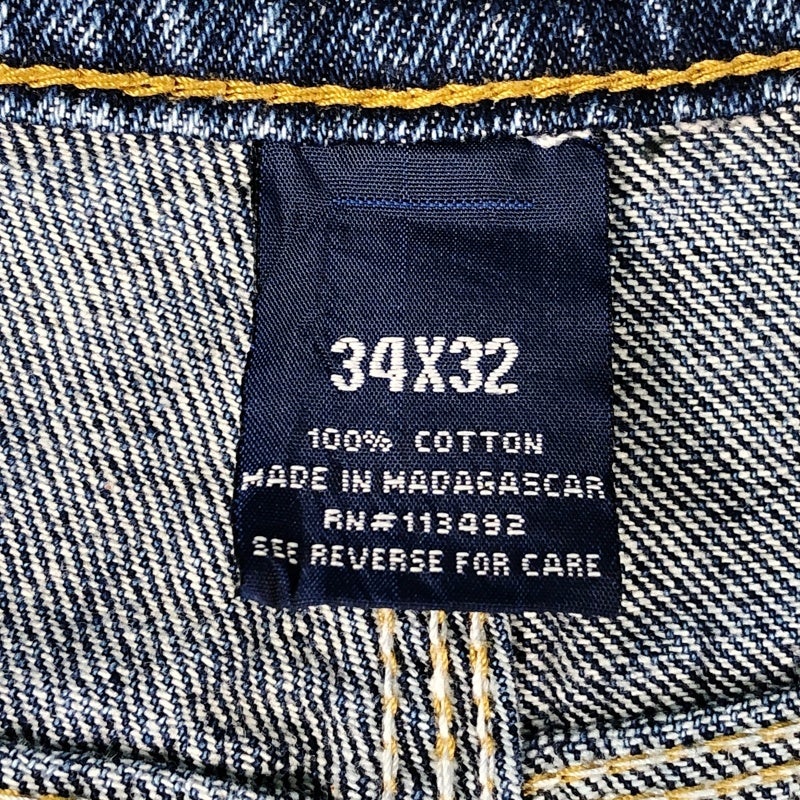 34X32
100% COTTON
MADE IN MADAGASCAR
RN#113492
SEE REVERSE FOR CARE